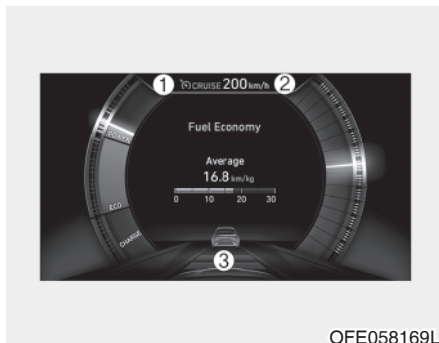 ① CRUISE 200 km/h ②
Fuel Economy
Average
16.8 km/kg
0 10 20 30
POWER
ECO
CHARGE
③
OFE058169L